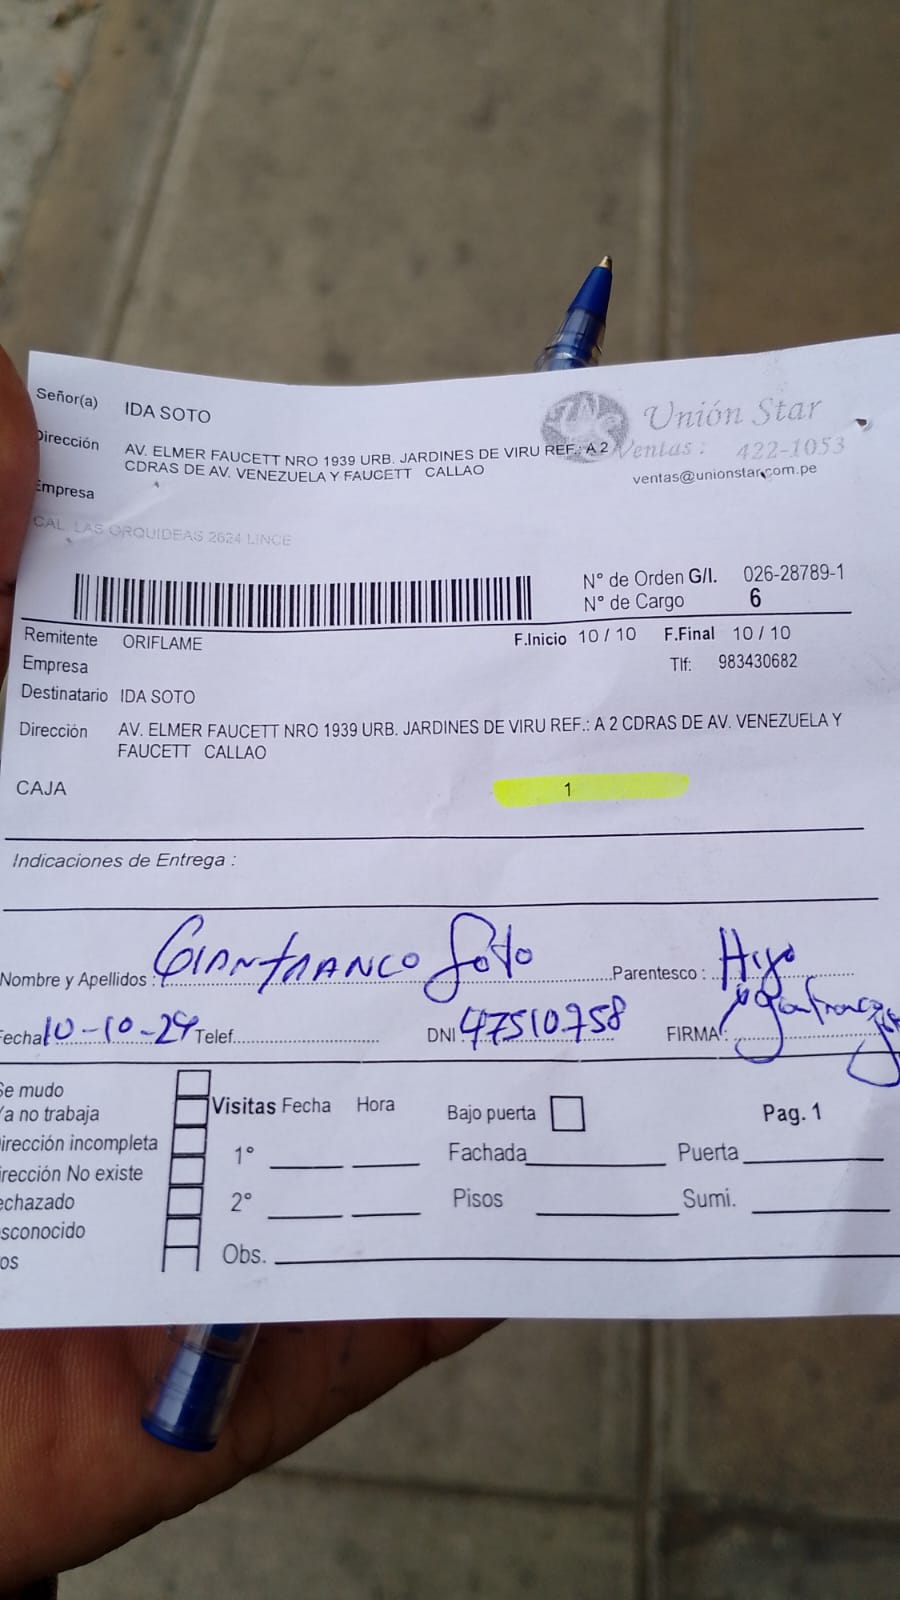 Señor(a) IDA SOTO
Unión Star
Dirección AV. ELMER FAUCETT NRO 1939 URB. JARDINES DE VIRU REF.: A 2
Ventas: 422-1053
CDRAS DE AV. VENEZUELA Y FAUCETT CALLAO
ventas@unionstar.com.pe
Empresa
CAL. LAS ORQUIDEAS 2624 LINCE
N° de Orden G/I. 026-28789-1
N° de Cargo 6
Remitente ORIFLAME F.Inicio 10 / 10 F.Final 10 / 10
Empresa Tlf: 983430682
Destinatario IDA SOTO
Dirección AV. ELMER FAUCETT NRO 1939 URB. JARDINES DE VIRU REF.: A 2 CDRAS DE AV. VENEZUELA Y
FAUCETT CALLAO
CAJA 1
Indicaciones de Entrega :
Nombre y Apellidos : GIANFRANCO Soto Parentesco : Hijo
Fecha 10-10-24 Telef. DNI 47510758 FIRMA :
Se mudo
Ya no trabaja Visitas Fecha Hora Bajo puerta Pag. 1
irección incompleta 1° Fachada Puerta
irección No existe
echazado 2° Pisos Sumi.
esconocido
os Obs.